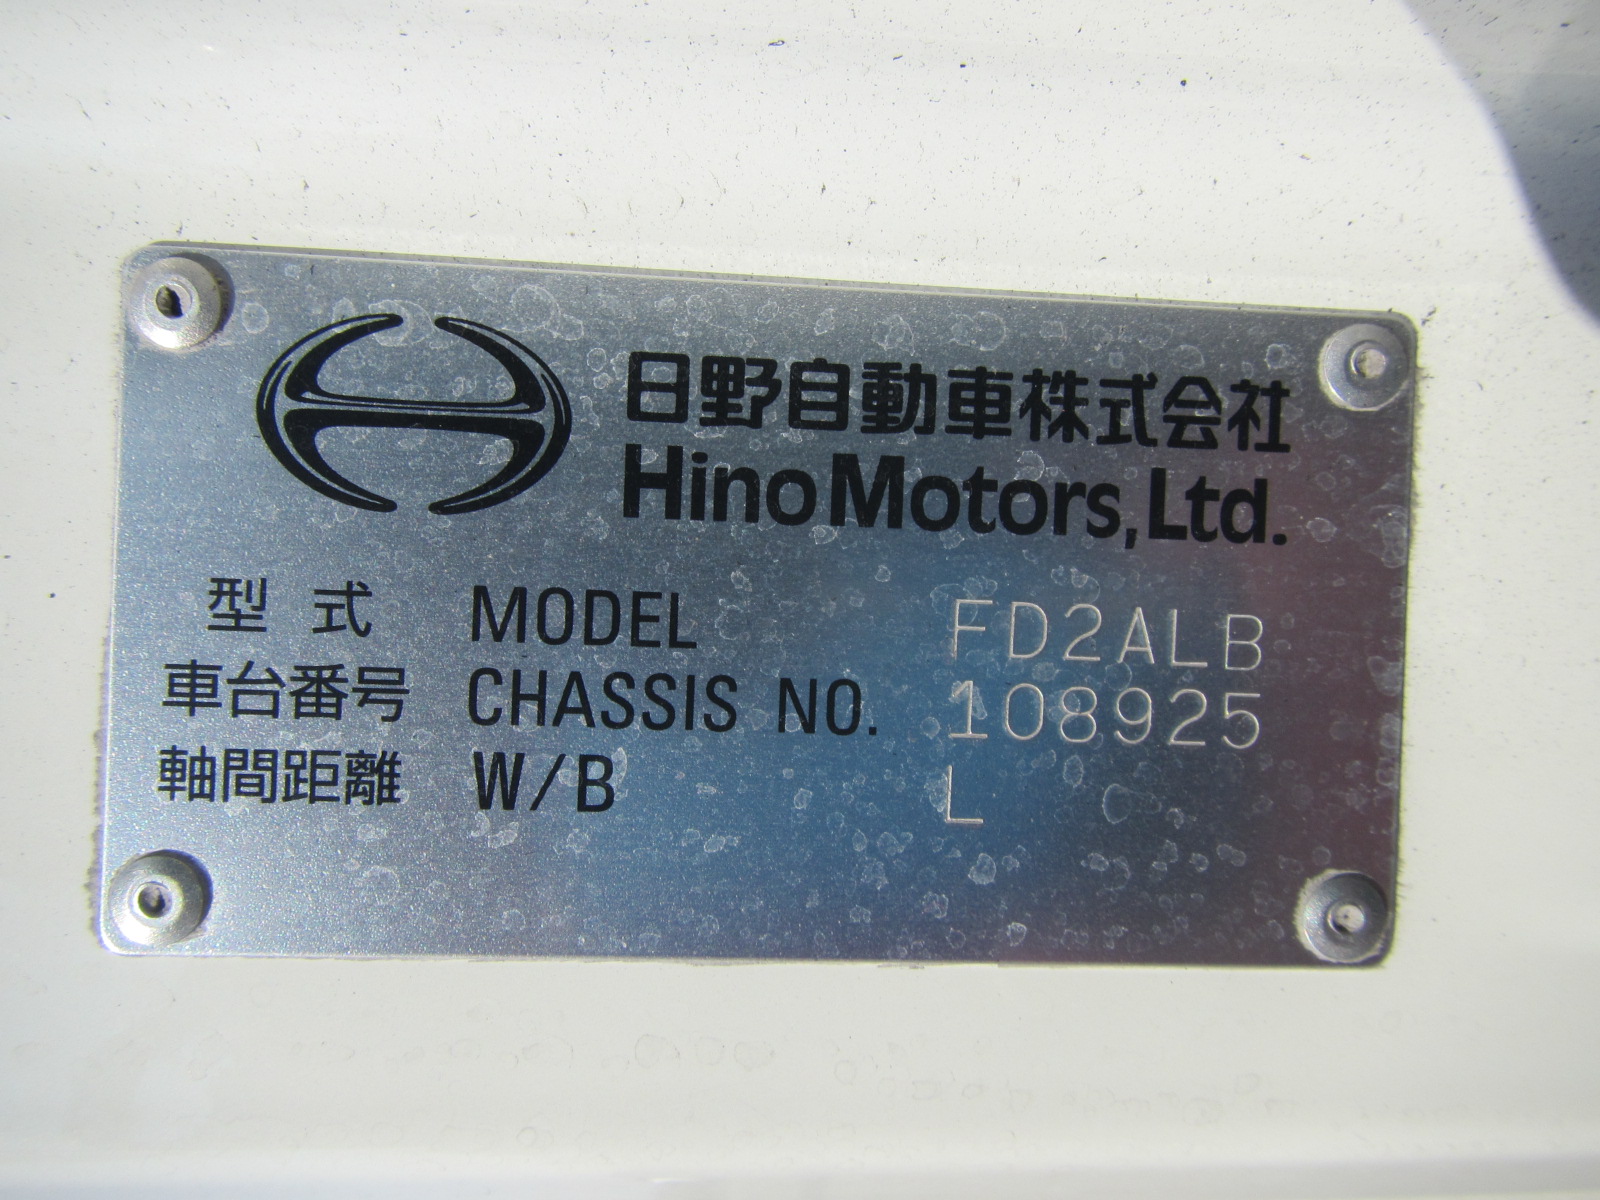 日野自動車株式会社
Hino Motors, Ltd.
型式 MODEL FD2ALB
車台番号 CHASSIS NO. 108925
軸間距離 W/B L